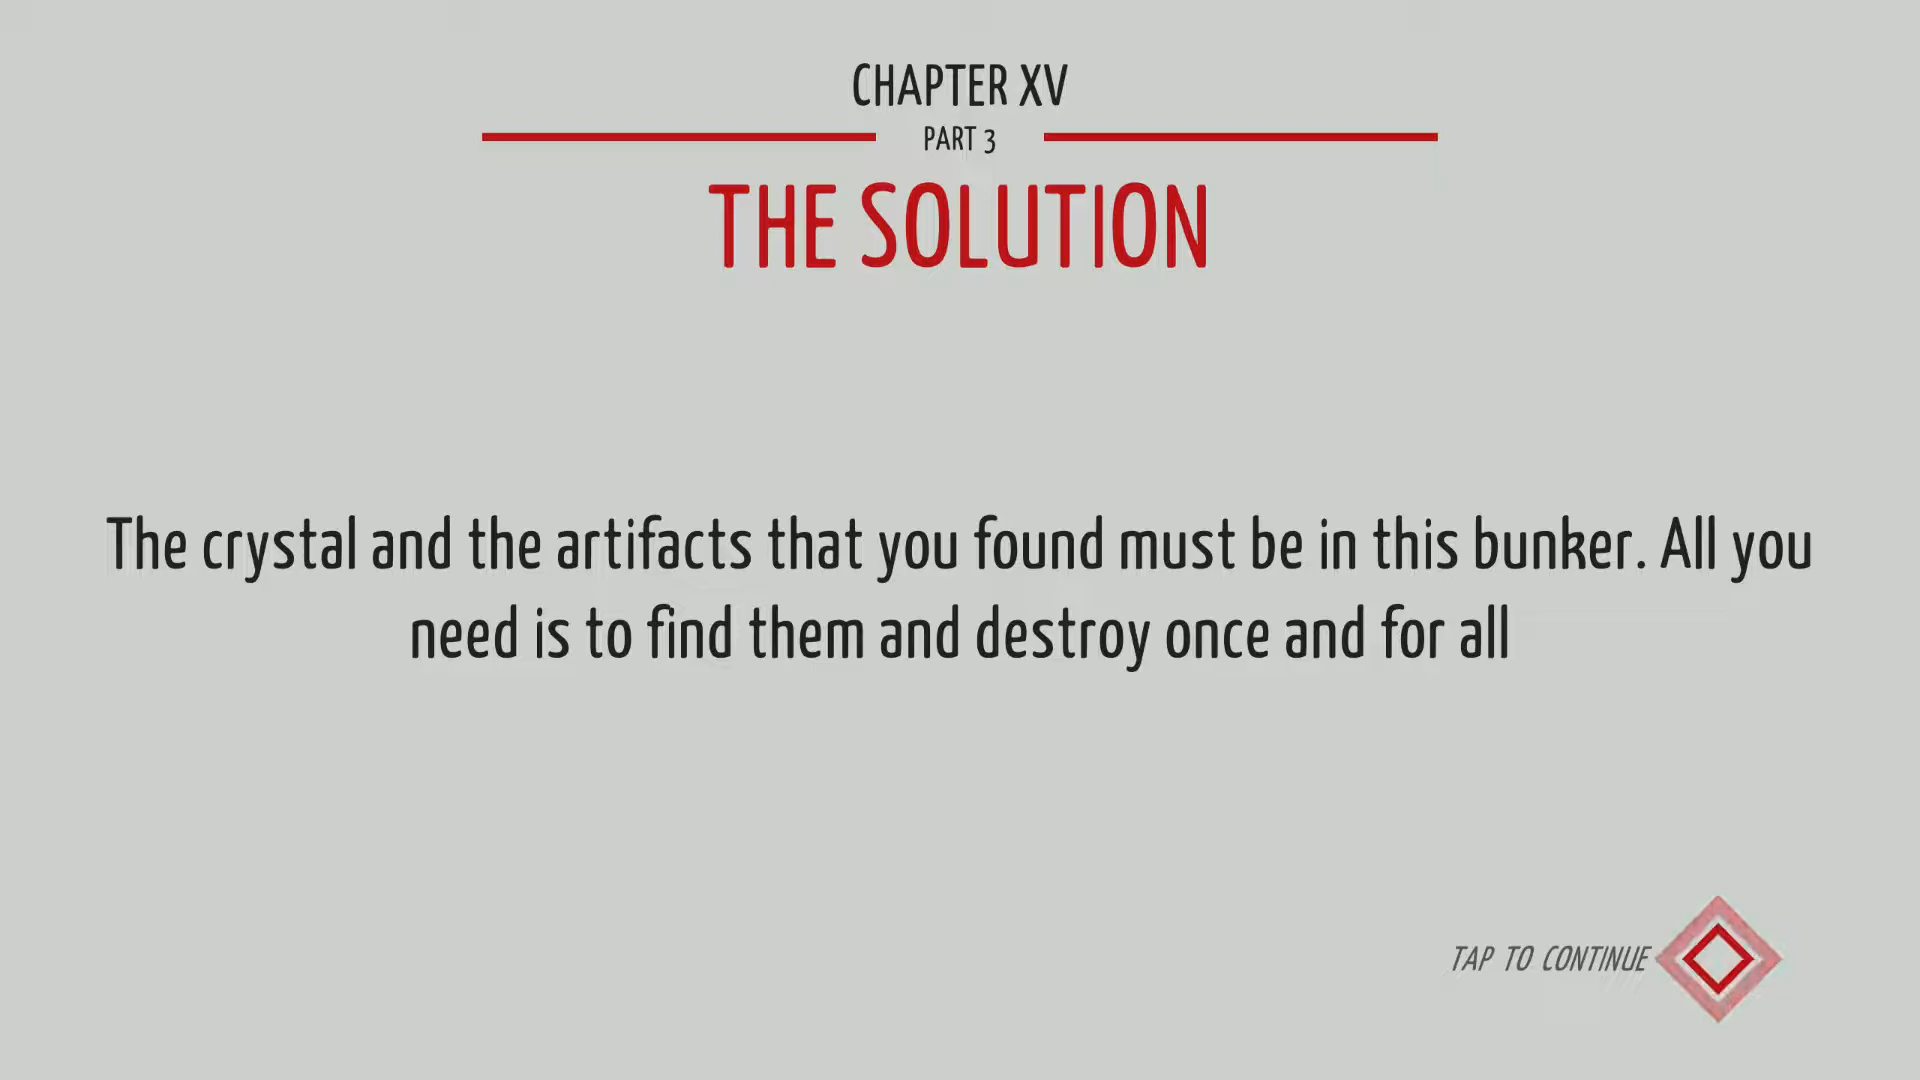 CHAPTER XV
PART 3
THE SOLUTION
The crystal and the artifacts that you found must be in this bunker. All you
need is to find them and destroy once and for all
TAP TO CONTINUE